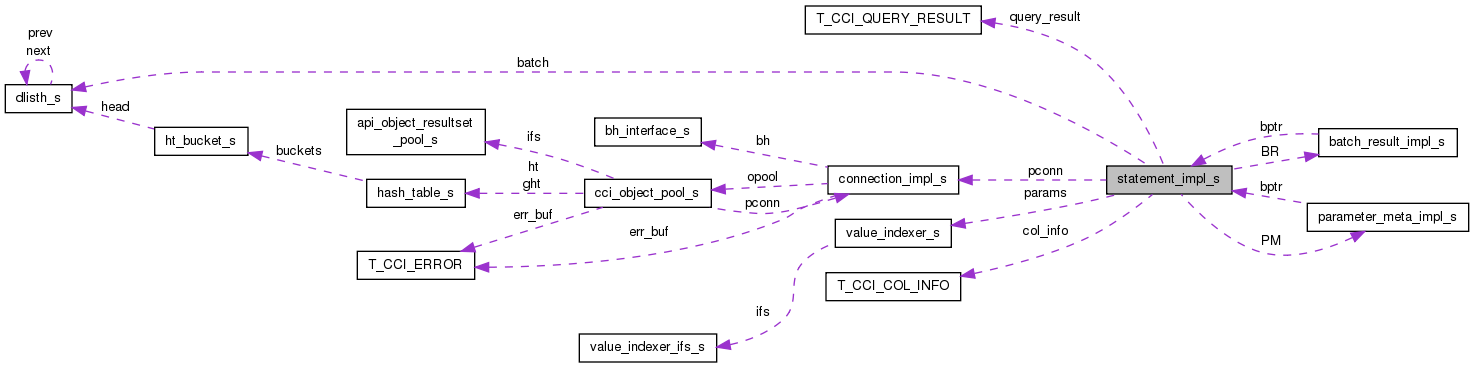 T_CCI_QUERY_RESULT
query_result
prev
next
batch
dlisth_s
head
api_object_resultset
_pool_s
ifs
bh_interface_s
bh
bptr
batch_result_impl_s
ht_bucket_s
buckets
ht
BR
hash_table_s
ght
cci_object_pool_s
opool
connection_impl_s
pconn
statement_impl_s
bptr
params
pconn
err_buf
err_buf
value_indexer_s
col_info
PM
parameter_meta_impl_s
T_CCI_ERROR
T_CCI_COL_INFO
ifs
value_indexer_ifs_s